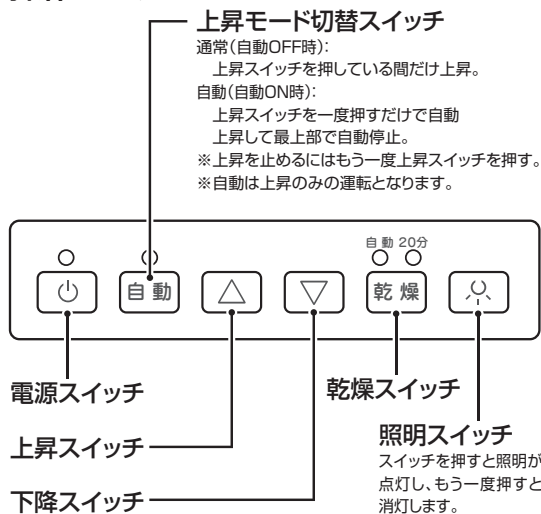 上昇モード切替スイッチ
通常(自動OFF時):
上昇スイッチを押している間だけ上昇。
自動(自動ON時):
上昇スイッチを一度押すだけで自動
上昇して最上部で自動停止。
※上昇を止めるにはもう一度上昇スイッチを押す。
※自動は上昇のみの運転となります。
自動 20分
自動
乾燥
電源スイッチ
乾燥スイッチ
上昇スイッチ
照明スイッチ
スイッチを押すと照明が
点灯し、もう一度押すと
消灯します。
下降スイッチ